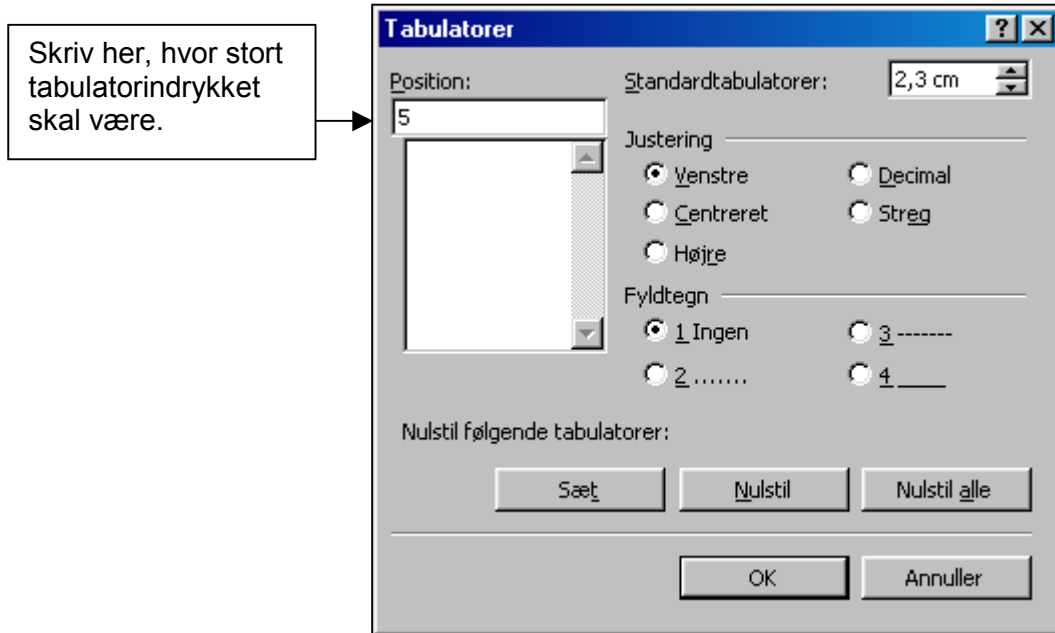 Skriv her, hvor stort
tabulatorindrykket
skal være.
Tabulatorer
Position:
Standardtabulatorer:
2,3 cm
5
Justering
Venstre
Decimal
Centreret
Streg
Højre
Fyldtegn
1 Ingen
3 -------
2 .......
4 ____
Nulstil følgende tabulatorer:
Sæt
Nulstil
Nulstil alle
OK
Annuller